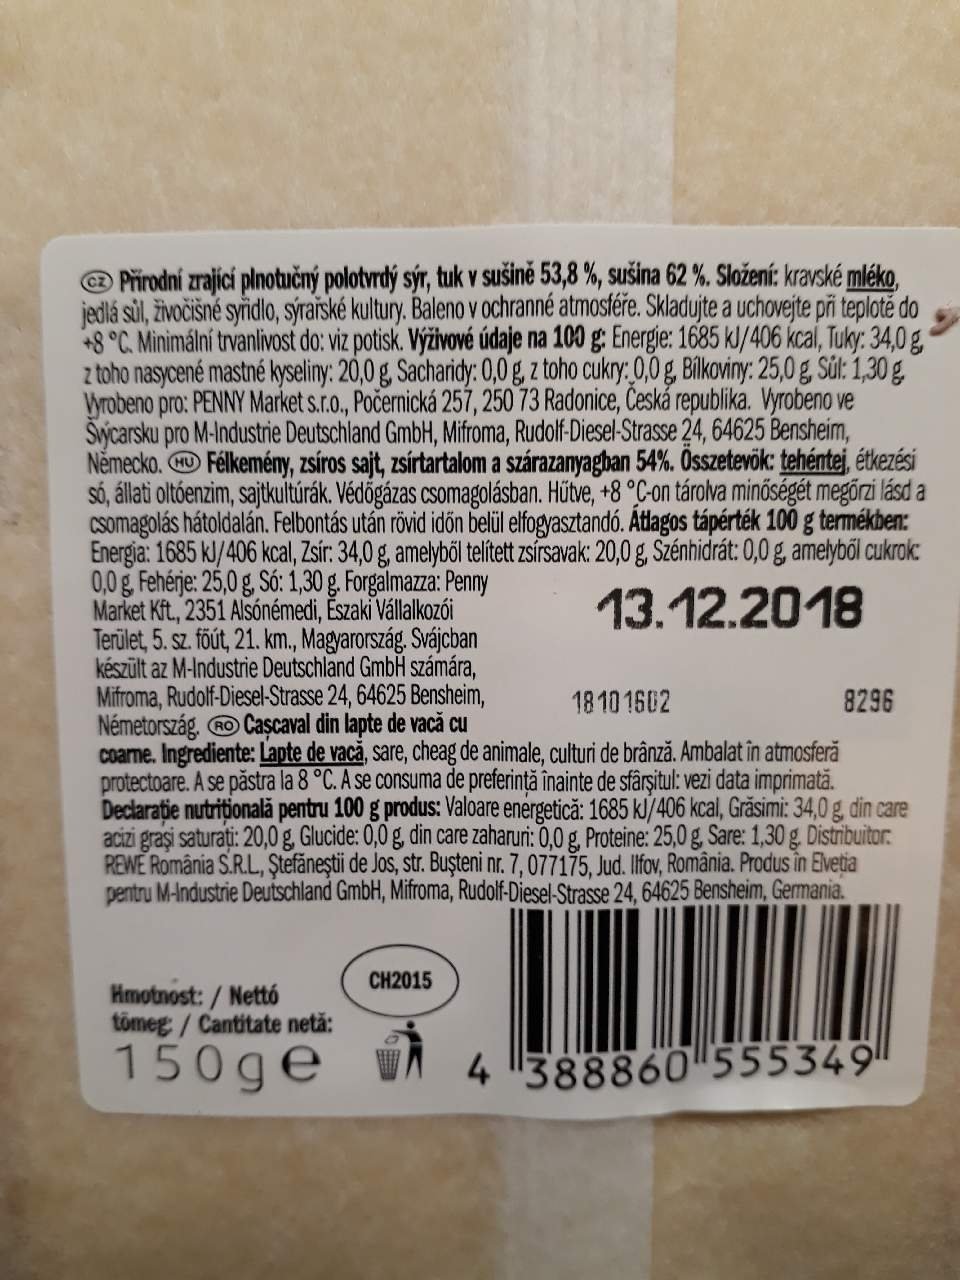 CZ Přírodní zrající plnotučný polotvrdý sýr, tuk v sušině 53,8 %, sušina 62 %. Složení: kravské mléko,
jedlá sůl, živočišné syřidlo, sýrařské kultury. Baleno v ochranné atmosféře. Skladujte a uchovejte při teplotě do
+8 °C. Minimální trvanlivost do: viz potisk. Výživové údaje na 100 g: Energie: 1685 kJ/406 kcal, Tuky: 34,0 g,
z toho nasycené mastné kyseliny: 20,0 g, Sacharidy: 0,0 g, z toho cukry: 0,0 g, Bílkoviny: 25,0 g, Sůl: 1,30 g.
Vyrobeno pro: PENNY Market s.r.o., Počernická 257, 250 73 Radonice, Česká republika. Vyrobeno ve
Švýcarsku pro M-Industrie Deutschland GmbH, Mifroma, Rudolf-Diesel-Strasse 24, 64625 Bensheim,
Německo. HU Félkemény, zsíros sajt, zsírtartalom a szárazanyagban 54%. Összetevők: tehéntej, étkezési
só, állati oltóenzim, sajtkultúrák. Védőgázas csomagolásban. Hűtve, +8 °C-on tárolva minőségét megőrzi lásd a
csomagolás hátoldalán. Felbontás után rövid időn belül elfogyasztandó. Átlagos tápérték 100 g termékben:
Energia: 1685 kJ/406 kcal, Zsír: 34,0 g, amelyből telített zsírsavak: 20,0 g, Szénhidrát: 0,0 g, amelyből cukrok:
0,0 g, Fehérje: 25,0 g, Só: 1,30 g. Forgalmazza: Penny
Market Kft., 2351 Alsónémedi, Északi Vállalkozói
Terület, 5. sz. főút, 21. km., Magyarország. Svájcban
készült az M-Industrie Deutschland GmbH számára,
Mifroma, Rudolf-Diesel-Strasse 24, 64625 Bensheim,
Németország. RO Cașcaval din lapte de vacă cu
13.12.2018
18101602 8296
coarne. Ingrediente: Lapte de vacă, sare, cheag de animale, culturi de brânză. Ambalat în atmosferă
protectoare. A se păstra la 8 °C. A se consuma de preferință înainte de sfârșitul: vezi data imprimată.
Declarație nutrițională pentru 100 g produs: Valoare energetică: 1685 kJ/406 kcal, Grăsimi: 34,0 g, din care
acizi grași saturați: 20,0 g, Glucide: 0,0 g, din care zaharuri: 0,0 g, Proteine: 25,0 g, Sare: 1,30 g. Distribuitor:
REWE România S.R.L., Ștefăneștii de Jos, str. Bușteni nr. 7, 077175, Jud. Ilfov, România. Produs în Elveția
pentru M-Industrie Deutschland GmbH, Mifroma, Rudolf-Diesel-Strasse 24, 64625 Bensheim, Germania.
CH2015
Hmotnost: / Nettó
tömeg: / Cantitate netă:
150g e
4 388860 555349